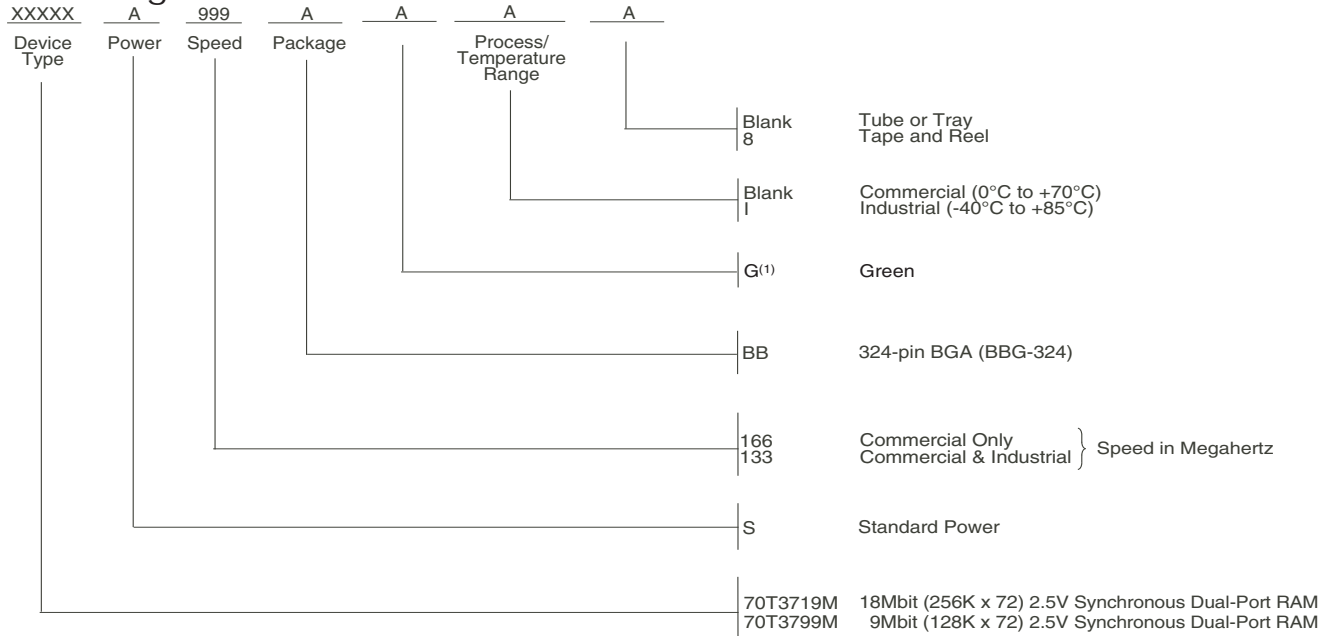 XXXXX A 999 A A A A
Device Type Power Speed Package Process/ Temperature Range
Blank Tube or Tray
8 Tape and Reel
Blank Commercial (0°C to +70°C)
I Industrial (-40°C to +85°C)
G(1) Green
BB 324-pin BGA (BBG-324)
166 Commercial Only
133 Commercial & Industrial
Speed in Megahertz
S Standard Power
70T3719M 18Mbit (256K x 72) 2.5V Synchronous Dual-Port RAM
70T3799M 9Mbit (128K x 72) 2.5V Synchronous Dual-Port RAM